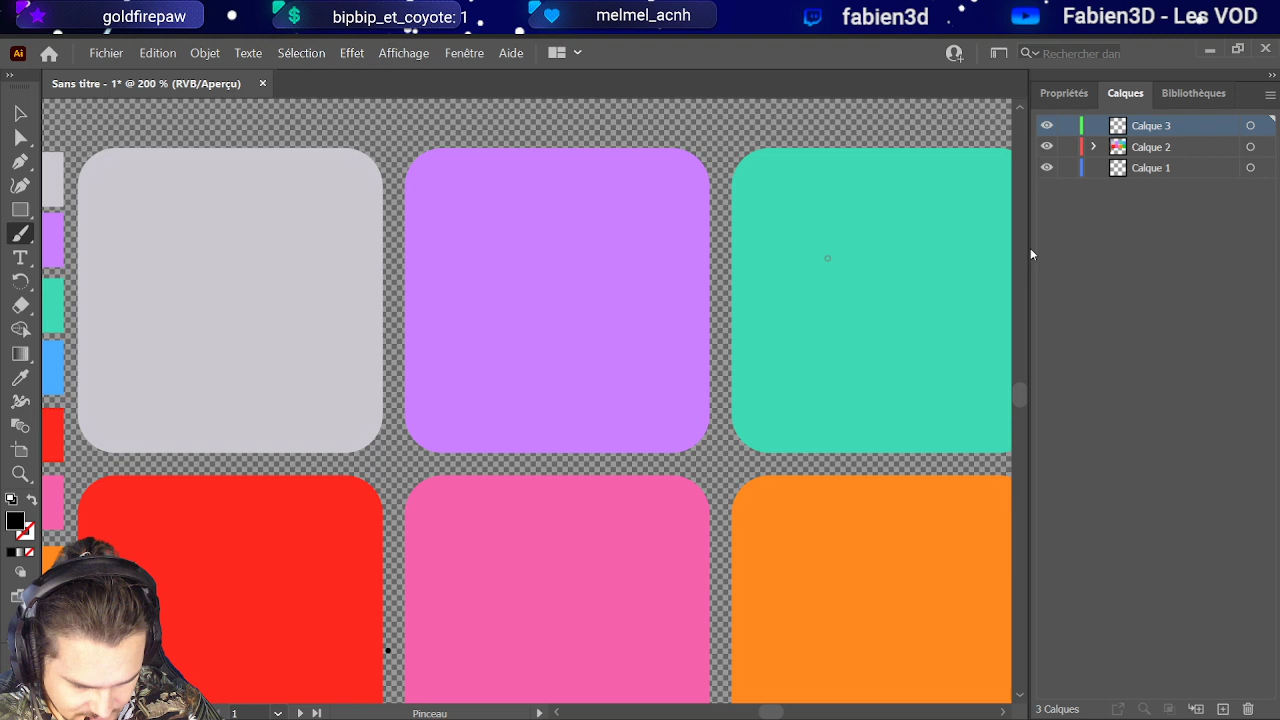 goldfirepaw
bipbip_et_coyote: 1
melmel_acnh
fabien3d
Fabien3D - Les VOD
Ai
Fichier Edition Objet Texte Sélection Effet Affichage Fenêtre Aide
Rechercher dan
Sans titre - 1* @ 200 % (RVB/Aperçu)
Propriétés Calques Bibliothèques
Calque 3
Calque 2
Calque 1
1
Pinceau
3 Calques